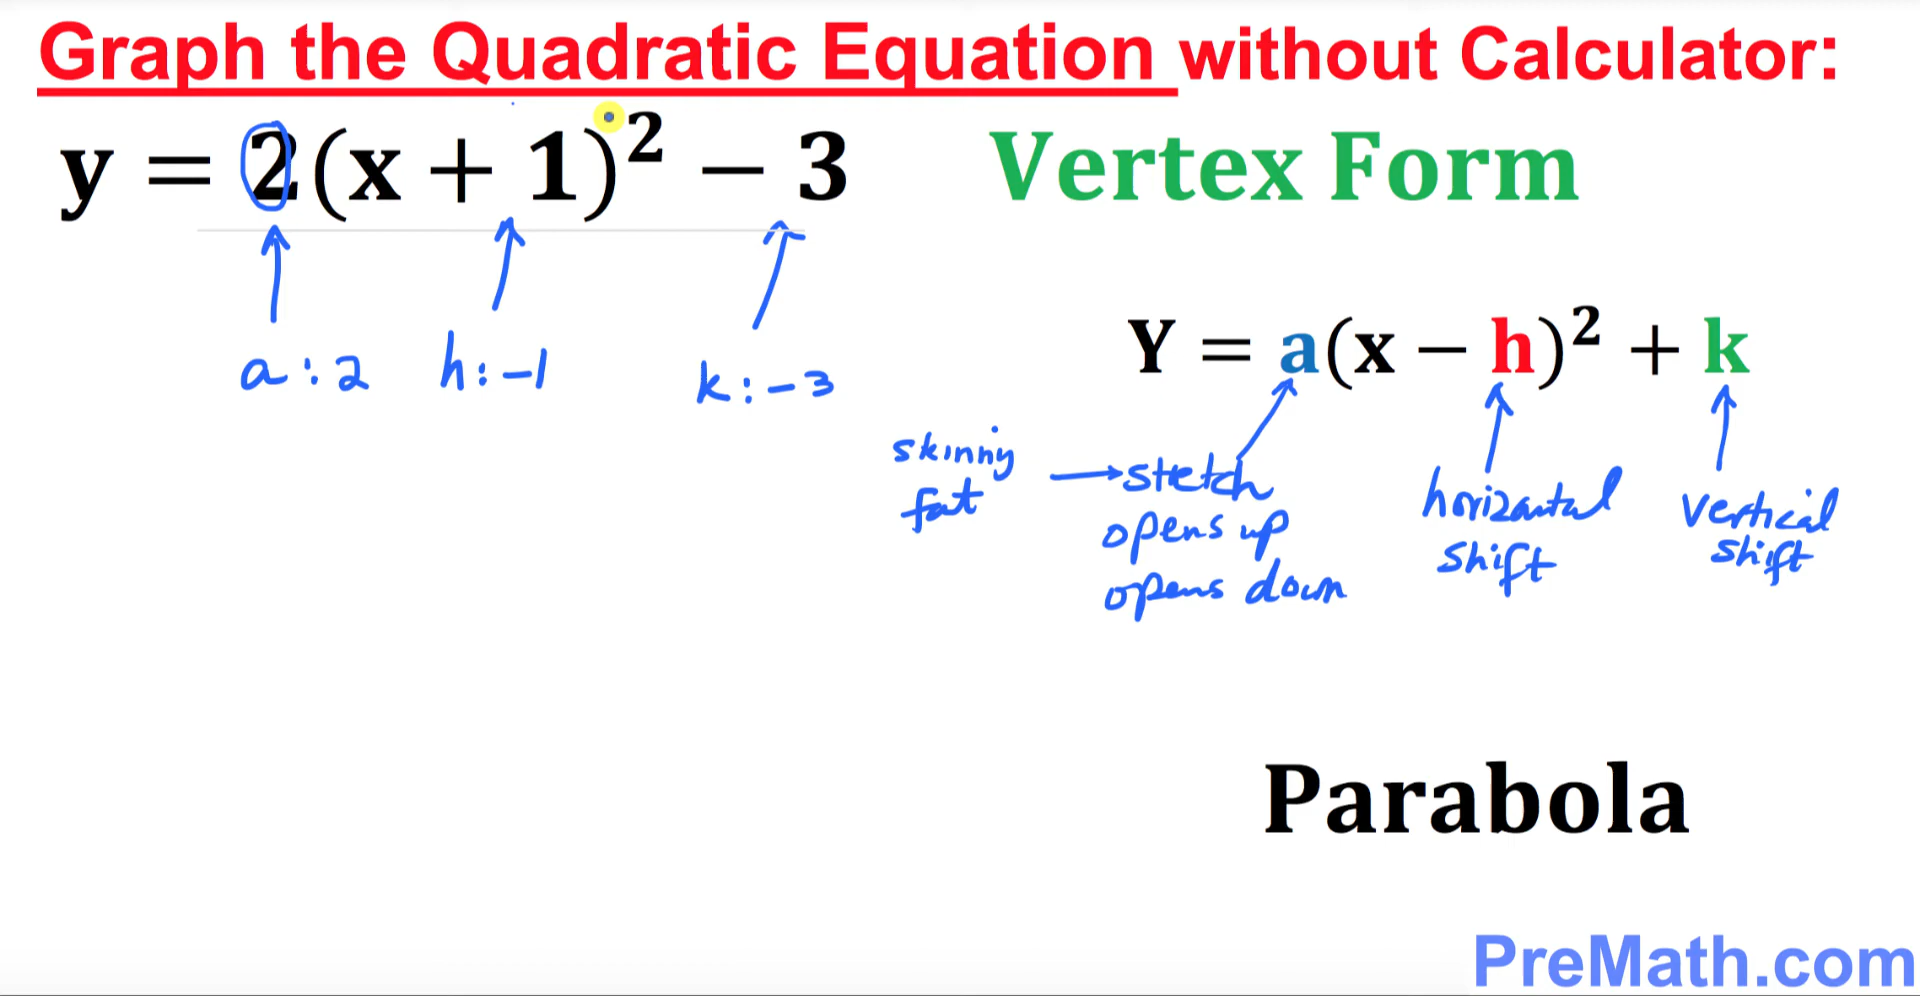 Graph the Quadratic Equation without Calculator:
y = 2(x + 1)² − 3
Vertex Form
a : 2
h : -1
k : -3
Y = a(x − h)² + k
skinny
fat
stetch
opens up
opens down
horizontal
shift
vertical
shift
Parabola
PreMath.com